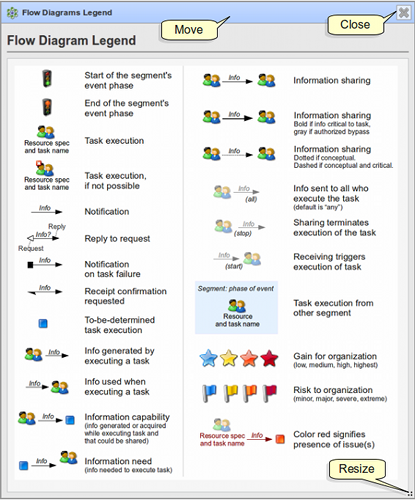 Flow Diagrams Legend
Move
Close
Flow Diagram Legend
Start of the segment's
event phase
End of the segment's
event phase
Resource spec
and task name
Task execution
Resource spec
and task name
Task execution,
if not possible
Info
Notification
Reply
Info?
Request
Reply to request
Notification
on task failure
Receipt confirmation
requested
To-be-determined
task execution
Info
Info generated by
executing a task
Info
Info used when
executing a task
Info
Information capability
(info generated or acquired
while executing task and
that could be shared)
Info
Information need
(info needed to execute task)
Info
Information sharing
Info
Information sharing
Bold if info critical to task,
gray if authorized bypass
Info
Information sharing
Dotted if conceptual.
Dashed if conceptual and critical.
Info
(all)
Info sent to all who
execute the task
(default is "any")
Info
(stop)
Sharing terminates
execution of the task
Info
(start)
Receiving triggers
execution of task
Segment: phase of event
Resource
and task name
Task execution from
other segment
Gain for organization
(low, medium, high, highest)
Risk to organization
(minor, major, severe, extreme)
Resource spec
and task name
Info
Color red signifies
presence of issue(s)
Resize